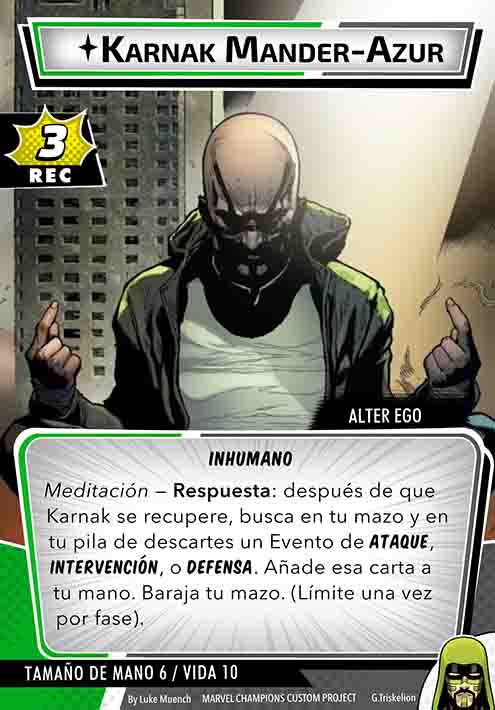 KARNAK MANDER-AZUR
3
REC
ALTER EGO
INHUMANO
Meditación – Respuesta: después de que
Karnak se recupere, busca en tu mazo y en
tu pila de descartes un Evento de ATAQUE,
INTERVENCIÓN, o DEFENSA. Añade esa carta a
tu mano. Baraja tu mazo. (Límite una vez
por fase).
TAMAÑO DE MANO 6 / VIDA 10
By Luke Muench MARVEL CHAMPIONS CUSTOM PROJECT G.Triskelion